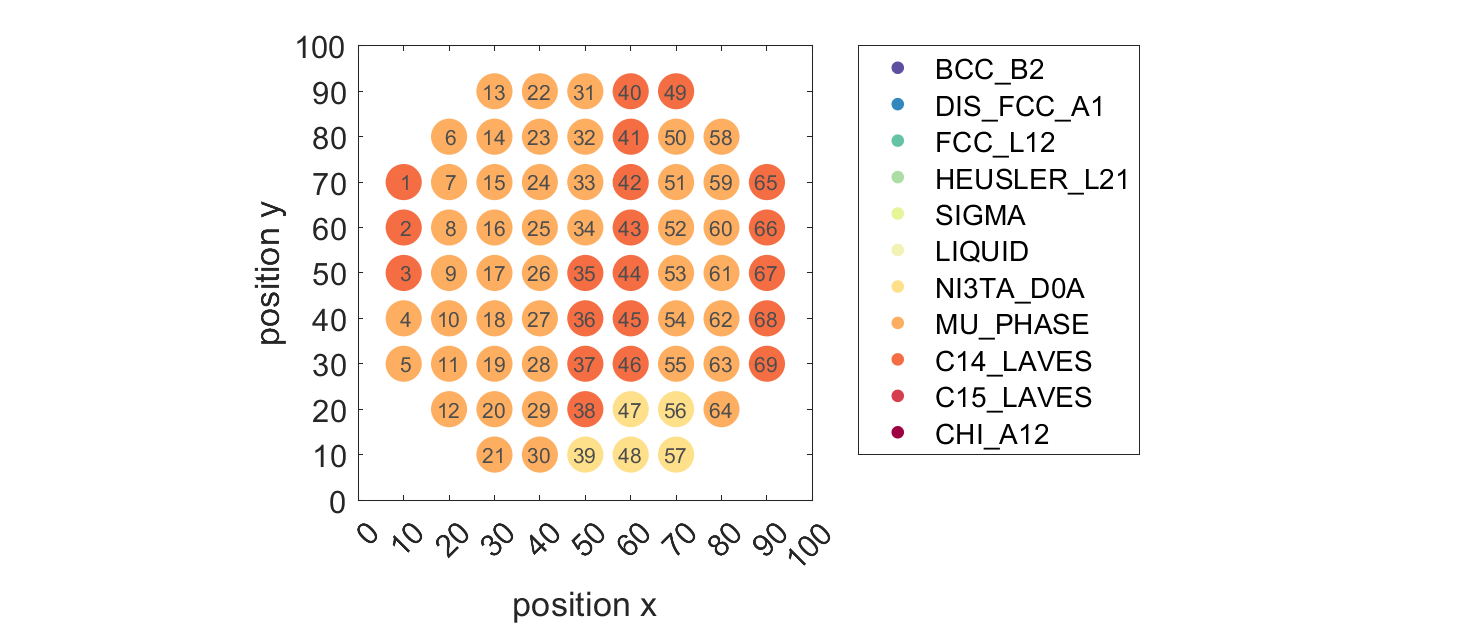 100
90
80
70
60
50
40
30
20
10
0
13 22 31 40 49
6 14 23 32 41 50 58
1 7 15 24 33 42 51 59 65
2 8 16 25 34 43 52 60 66
3 9 17 26 35 44 53 61 67
4 10 18 27 36 45 54 62 68
5 11 19 28 37 46 55 63 69
12 20 29 38 47 56 64
21 30 39 48 57
0 10 20 30 40 50 60 70 80 90 100
position x
position y
BCC_B2
DIS_FCC_A1
FCC_L12
HEUSLER_L21
SIGMA
LIQUID
NI3TA_D0A
MU_PHASE
C14_LAVES
C15_LAVES
CHI_A12